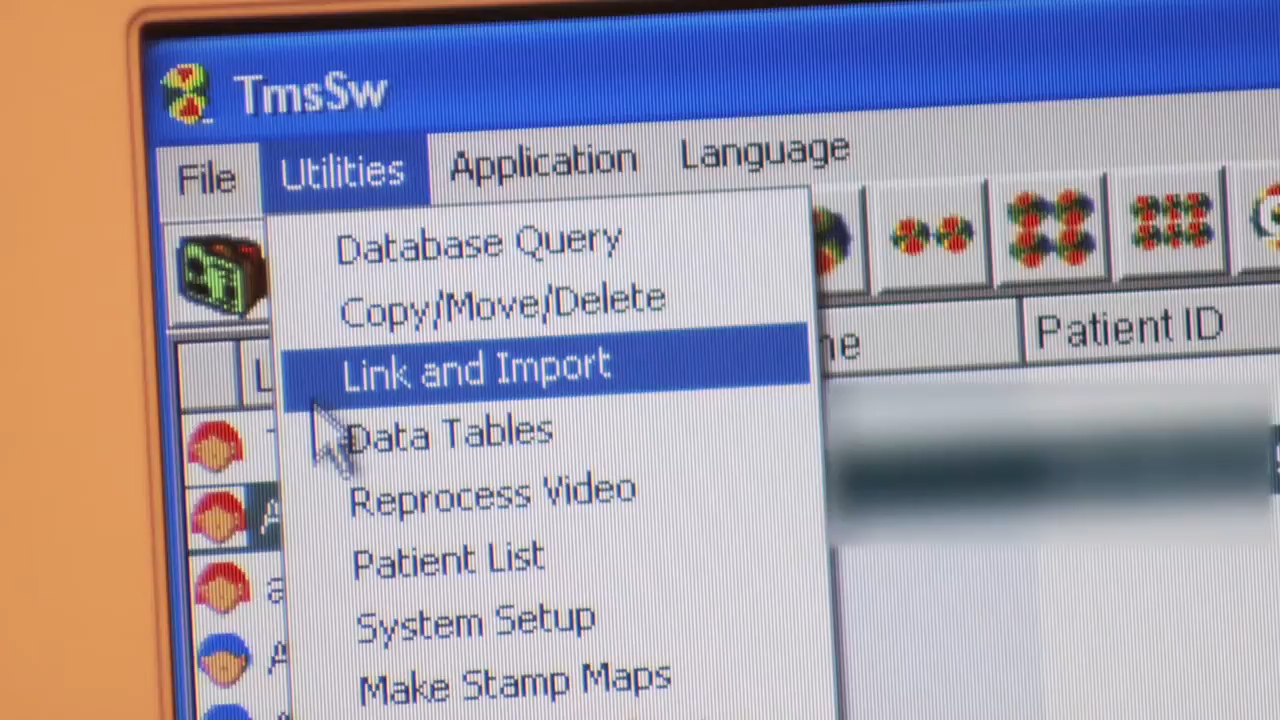 TmsSw
File Utilities Application Language
Database Query
Copy/Move/Delete
Link and Import
Patient ID
Data Tables
Reprocess Video
Patient List
System Setup
Make Stamp Maps